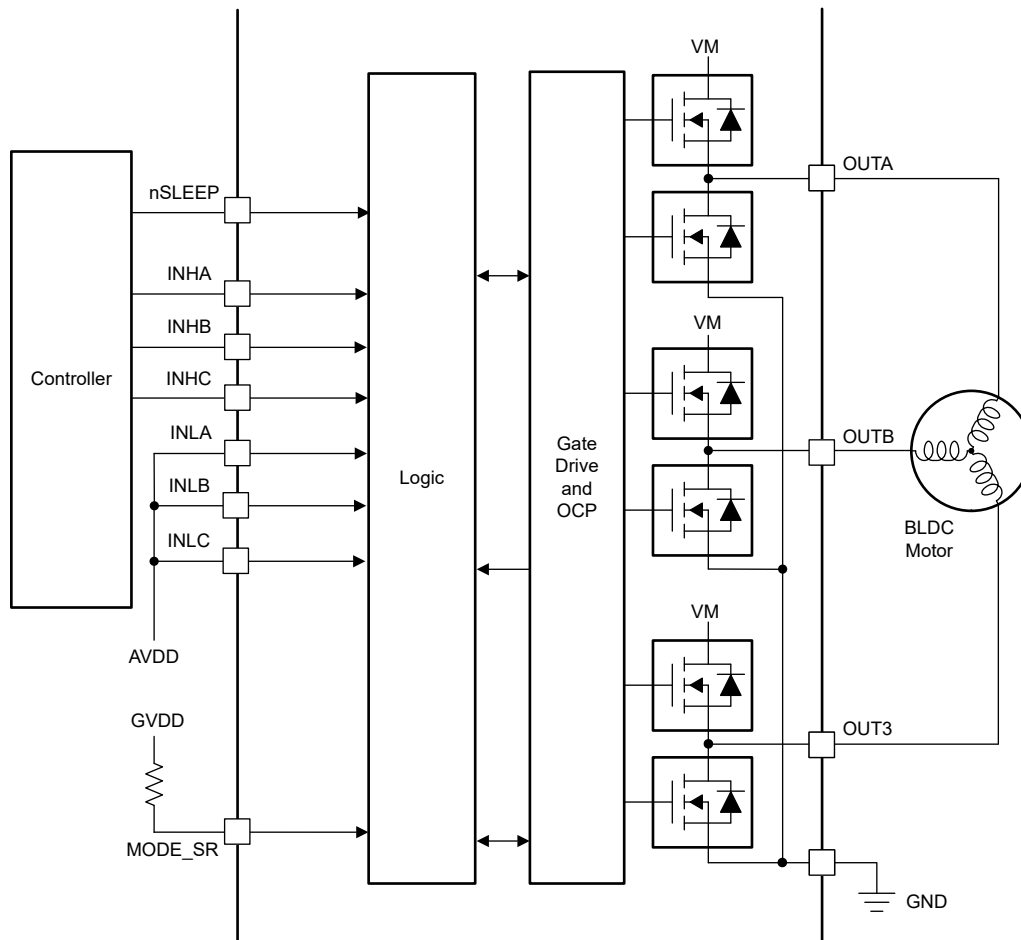 VM
OUTA
nSLEEP
INHA
INHB
INHC
Controller
INLA
INLB
INLC
AVDD
GVDD
MODE_SR
Logic
Gate
Drive
and
OCP
VM
OUTB
BLDC
Motor
VM
OUT3
GND